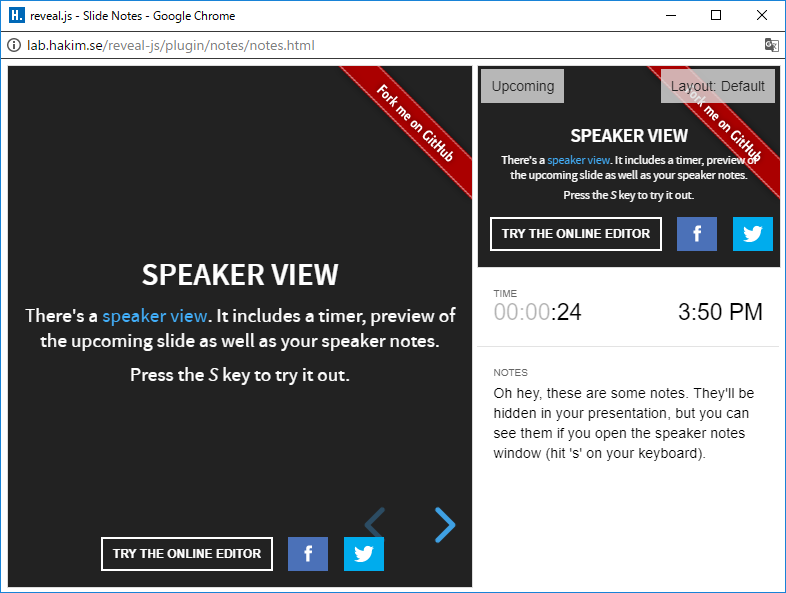 H. reveal.js - Slide Notes - Google Chrome
lab.hakim.se/reveal-js/plugin/notes/notes.html
Fork me on GitHub
SPEAKER VIEW
There's a speaker view. It includes a timer, preview of
the upcoming slide as well as your speaker notes.
Press the S key to try it out.
TRY THE ONLINE EDITOR
f
Upcoming
Layout: Default
Fork me on GitHub
SPEAKER VIEW
There's a speaker view. It includes a timer, preview of
the upcoming slide as well as your speaker notes.
Press the S key to try it out.
TRY THE ONLINE EDITOR
f
TIME
00:00:24
3:50 PM
NOTES
Oh hey, these are some notes. They'll be
hidden in your presentation, but you can
see them if you open the speaker notes
window (hit 's' on your keyboard).